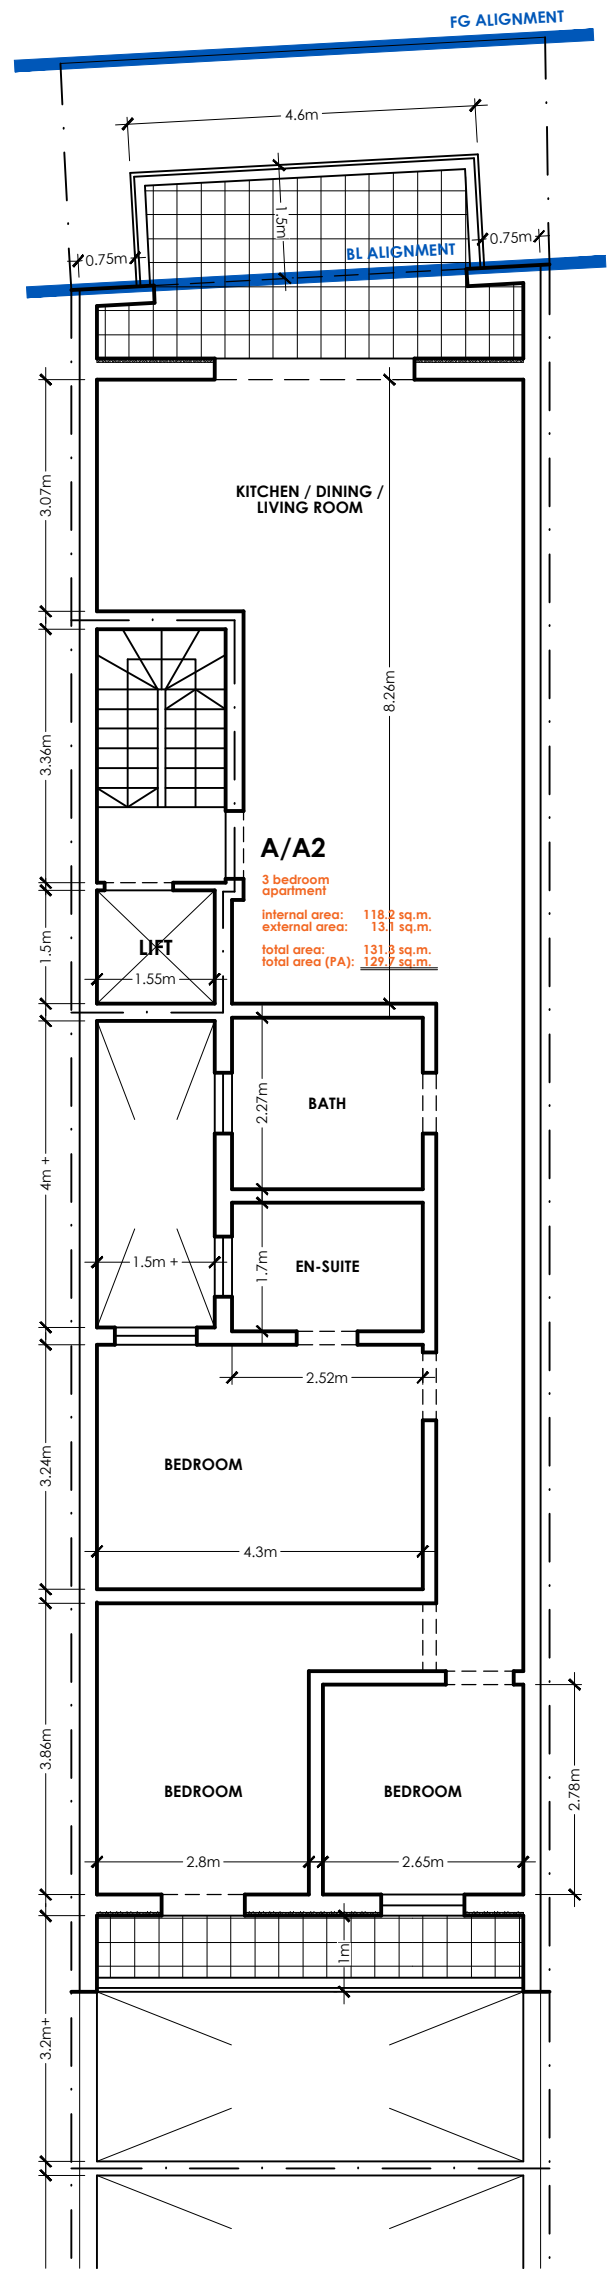 FG ALIGNMENT
4.6m
1.5m
0.75m
0.75m
BL ALIGNMENT
3.07m
KITCHEN / DINING /
LIVING ROOM
8.26m
3.36m
A/A2
3 bedroom
apartment
internal area: 118.2 sq.m.
external area: 13.1 sq.m.
total area: 131.3 sq.m.
total area (PA): 129.7 sq.m.
1.5m
LIFT
1.55m
BATH
2.27m
4m +
1.5m +
1.7m
EN-SUITE
2.52m
BEDROOM
3.24m
4.3m
3.86m
BEDROOM
BEDROOM
2.78m
2.8m
2.65m
1m
3.2m+